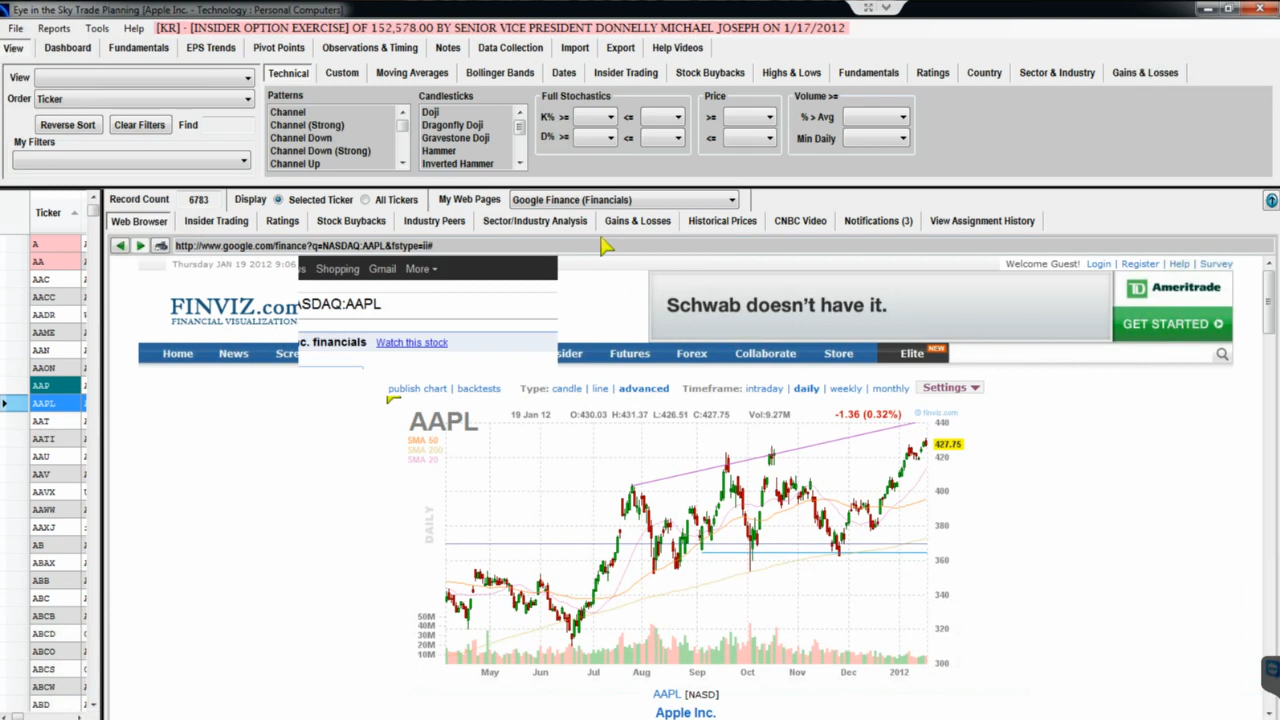 Eye in the Sky Trade Planning [Apple Inc. - Technology : Personal Computers]
File Reports Tools Help [KR] - [INSIDER OPTION EXERCISE] OF 152,578.00 BY SENIOR VICE PRESIDENT DONNELLY MICHAEL JOSEPH ON 1/17/2012
View Dashboard Fundamentals EPS Trends Pivot Points Observations & Timing Notes Data Collection Import Export Help Videos
View
Order Ticker
Reverse Sort Clear Filters Find
My Filters
Technical Custom Moving Averages Bollinger Bands Dates Insider Trading Stock Buybacks Highs & Lows Fundamentals Ratings Country Sector & Industry Gains & Losses
Patterns
Channel
Channel (Strong)
Channel Down
Channel Down (Strong)
Channel Up
Candlesticks
Doji
Dragonfly Doji
Gravestone Doji
Hammer
Inverted Hammer
Full Stochastics
K% >= <=
D% >= <=
Price
>=
<=
Volume >=
% > Avg
Min Daily
Record Count 6783 Display Selected Ticker All Tickers My Web Pages Google Finance (Financials)
Web Browser Insider Trading Ratings Stock Buybacks Industry Peers Sector/Industry Analysis Gains & Losses Historical Prices CNBC Video Notifications (3) View Assignment History
http://www.google.com/finance?q=NASDAQ:AAPL&fstype=ii#
Ticker
A
AA
AAC
AACC
AADR
AAME
AAN
AAON
AAP
AAPL
AAT
AATI
AAU
AAV
AAVX
AAWW
AAXJ
AB
ABAX
ABB
ABC
ABCB
ABCD
ABCO
ABCS
ABCW
ABD
Thursday JAN 19 2012 9:06
Shopping Gmail More
Welcome Guest! Login | Register | Help | Survey
FINVIZ.com
FINANCIAL VISUALIZATION
ASDAQ:AAPL
c. financials Watch this stock
Schwab doesn't have it.
TD Ameritrade
GET STARTED
Home News Scre sider Futures Forex Collaborate Store Elite NEW
publish chart | backtests Type: candle | line | advanced Timeframe: intraday | daily | weekly | monthly Settings
AAPL 19 Jan 12 O:430.03 H:431.37 L:426.51 C:427.75 Vol:9.27M -1.36 (0.32%) © finviz.com
SMA 50
SMA 200
SMA 20
DAILY
440
427.75
420
400
380
360
340
320
300
50M
40M
30M
20M
10M
May Jun Jul Aug Sep Oct Nov Dec 2012
AAPL [NASD]
Apple Inc.